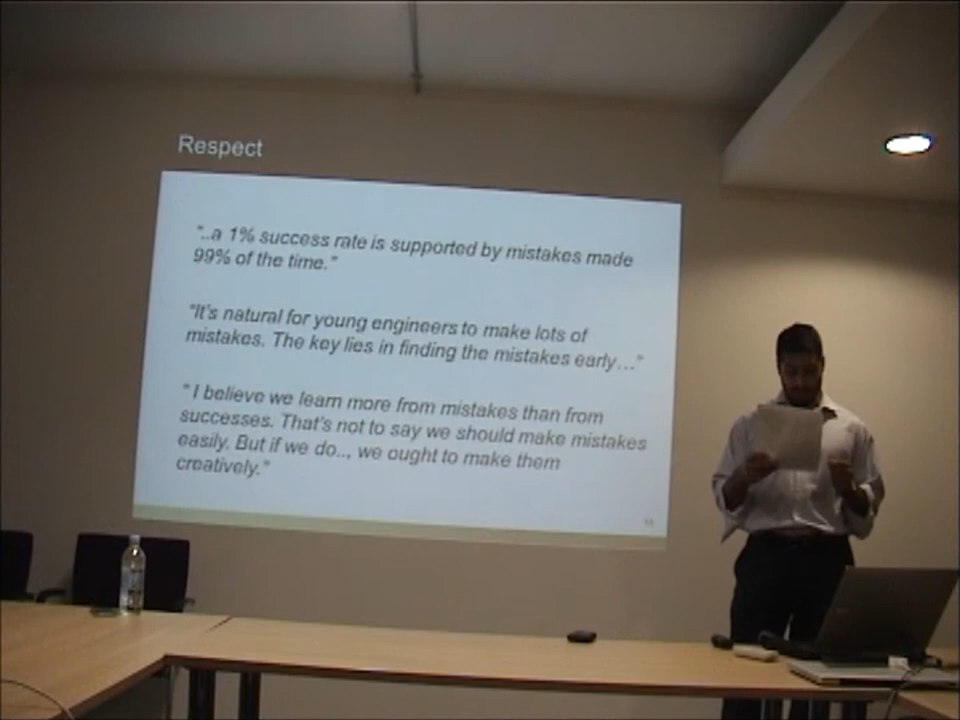 Respect
"..a 1% success rate is supported by mistakes made
99% of the time."
"It's natural for young engineers to make lots of
mistakes. The key lies in finding the mistakes early…"
" I believe we learn more from mistakes than from
successes. That's not to say we should make mistakes
easily. But if we do.., we ought to make them
creatively."